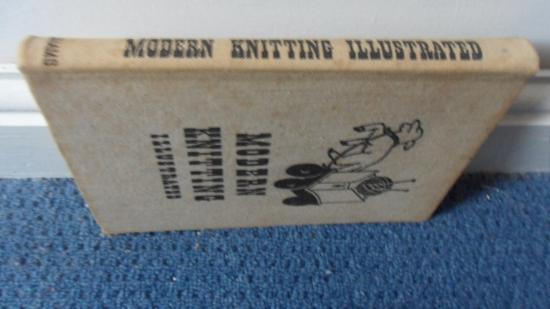 MODERN KNITTING ILLUSTRATED
MODERN
KNITTING
ILLUSTRATED